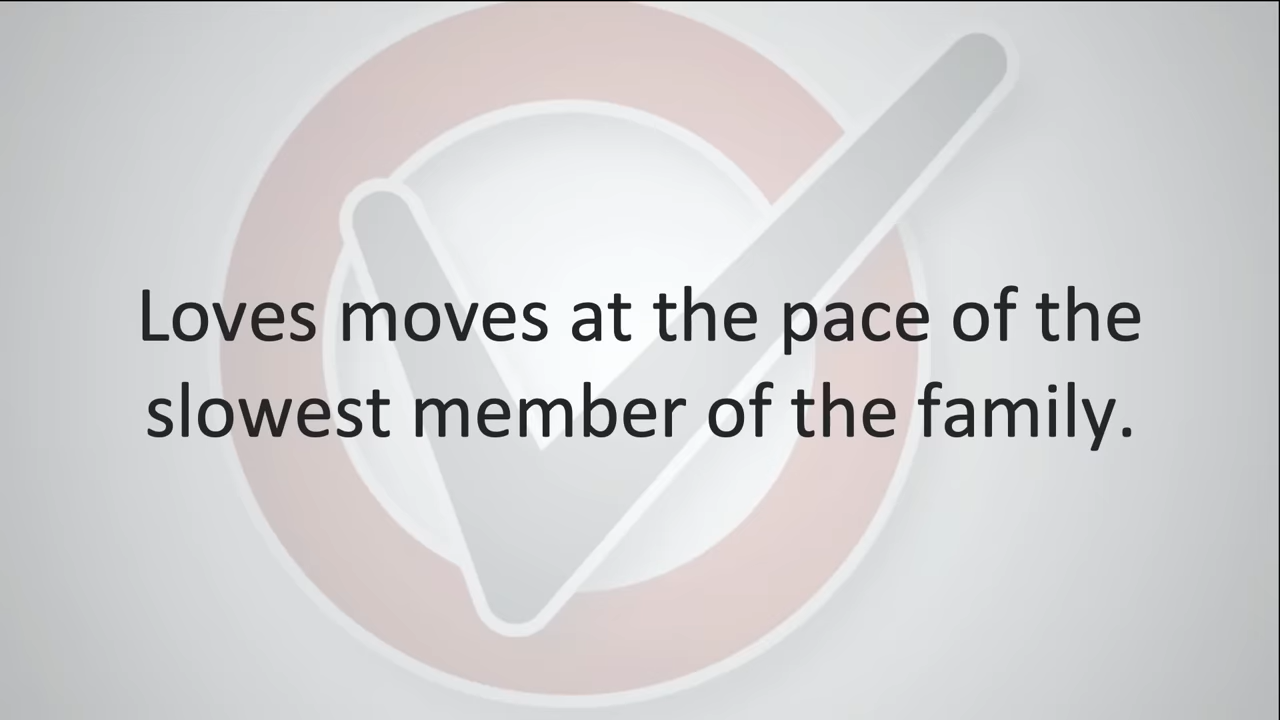 Loves moves at the pace of the
slowest member of the family.